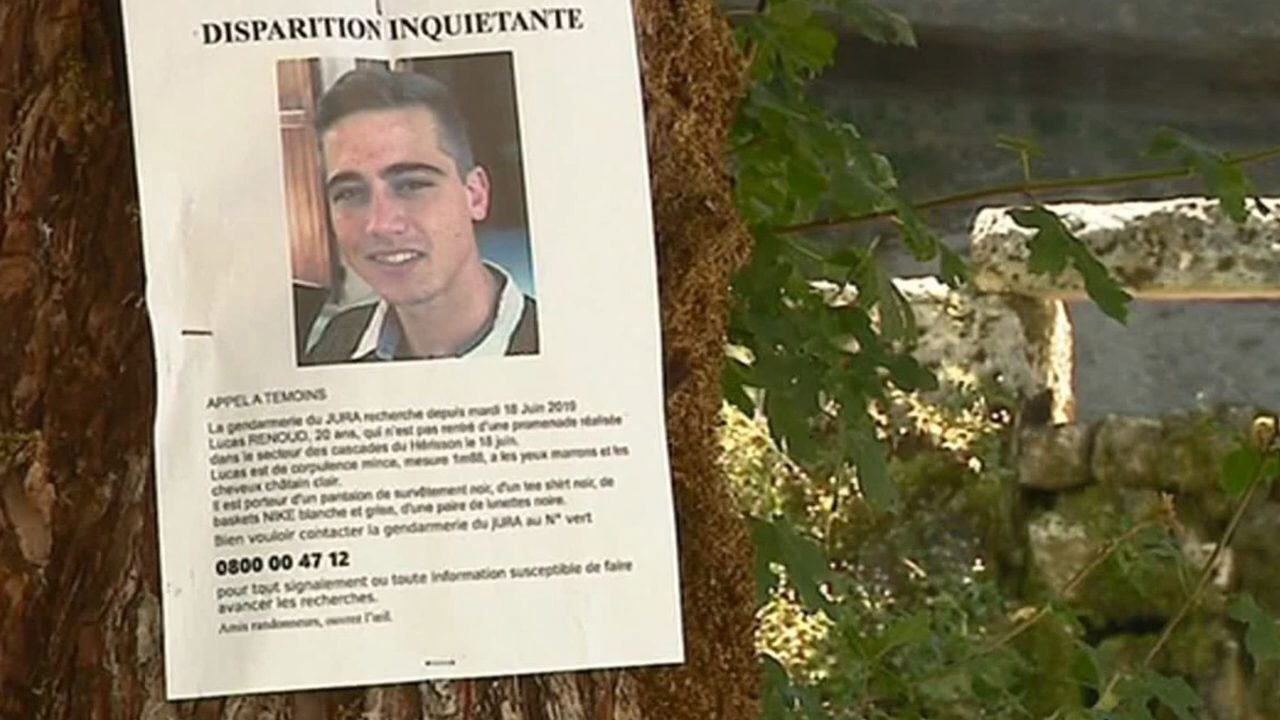 DISPARITION INQUIETANTE
APPEL A TEMOINS
La gendarmerie du JURA recherche depuis mardi 18 Juin 2019
Lucas RENOUD, 20 ans, qui n'est pas rentré d'une promenade réalisée
dans le secteur des cascades du Hérisson le 18 juin.
Lucas est de corpulence mince, mesure 1m88, a les yeux marrons et les
cheveux châtain clair.
Il est porteur d'un pantalon de survêtement noir, d'un tee shirt noir, de
baskets NIKE blanche et grise, d'une paire de lunettes noire.
Bien vouloir contacter la gendarmerie du JURA au N° vert
0800 00 47 12
pour tout signalement ou toute information susceptible de faire
avancer les recherches.
Amis randonneurs, ouvrez l'œil.